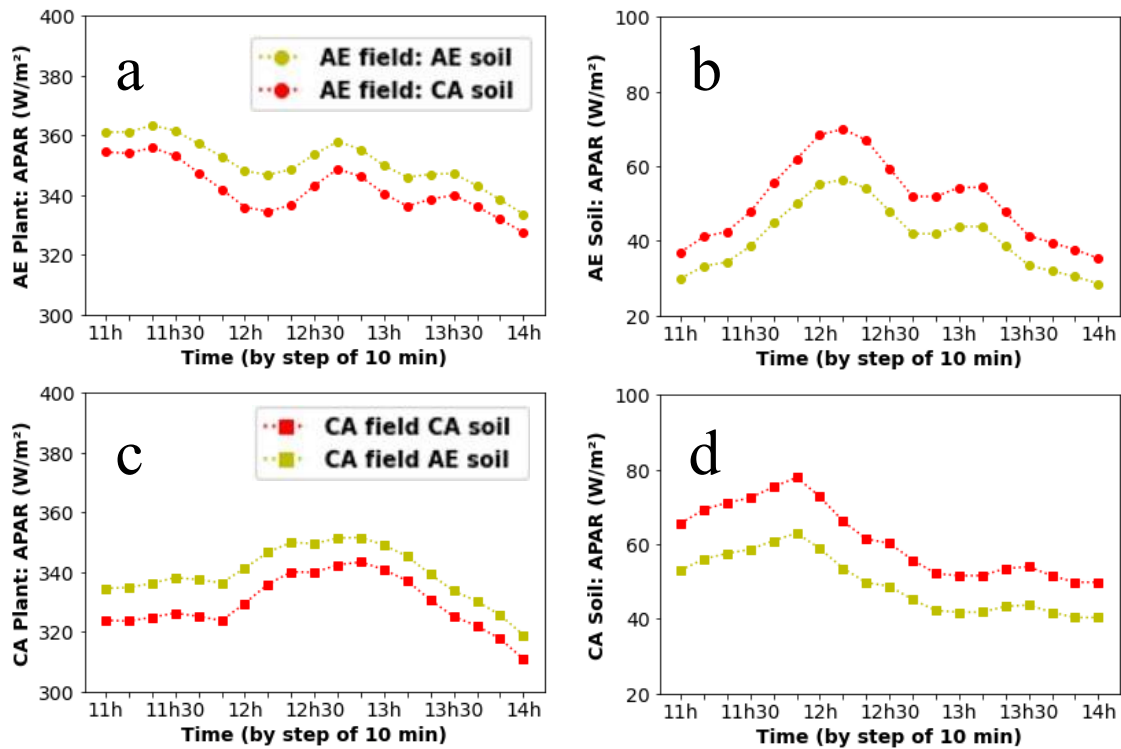 a
AE field: AE soil
AE field: CA soil
AE Plant: APAR (W/m²)
400
380
360
340
320
300
11h 11h30 12h 12h30 13h 13h30 14h
Time (by step of 10 min)
b
AE Soil: APAR (W/m²)
100
80
60
40
20
11h 11h30 12h 12h30 13h 13h30 14h
Time (by step of 10 min)
c
CA field CA soil
CA field AE soil
CA Plant: APAR (W/m²)
400
380
360
340
320
300
11h 11h30 12h 12h30 13h 13h30 14h
Time (by step of 10 min)
d
CA Soil: APAR (W/m²)
100
80
60
40
20
11h 11h30 12h 12h30 13h 13h30 14h
Time (by step of 10 min)